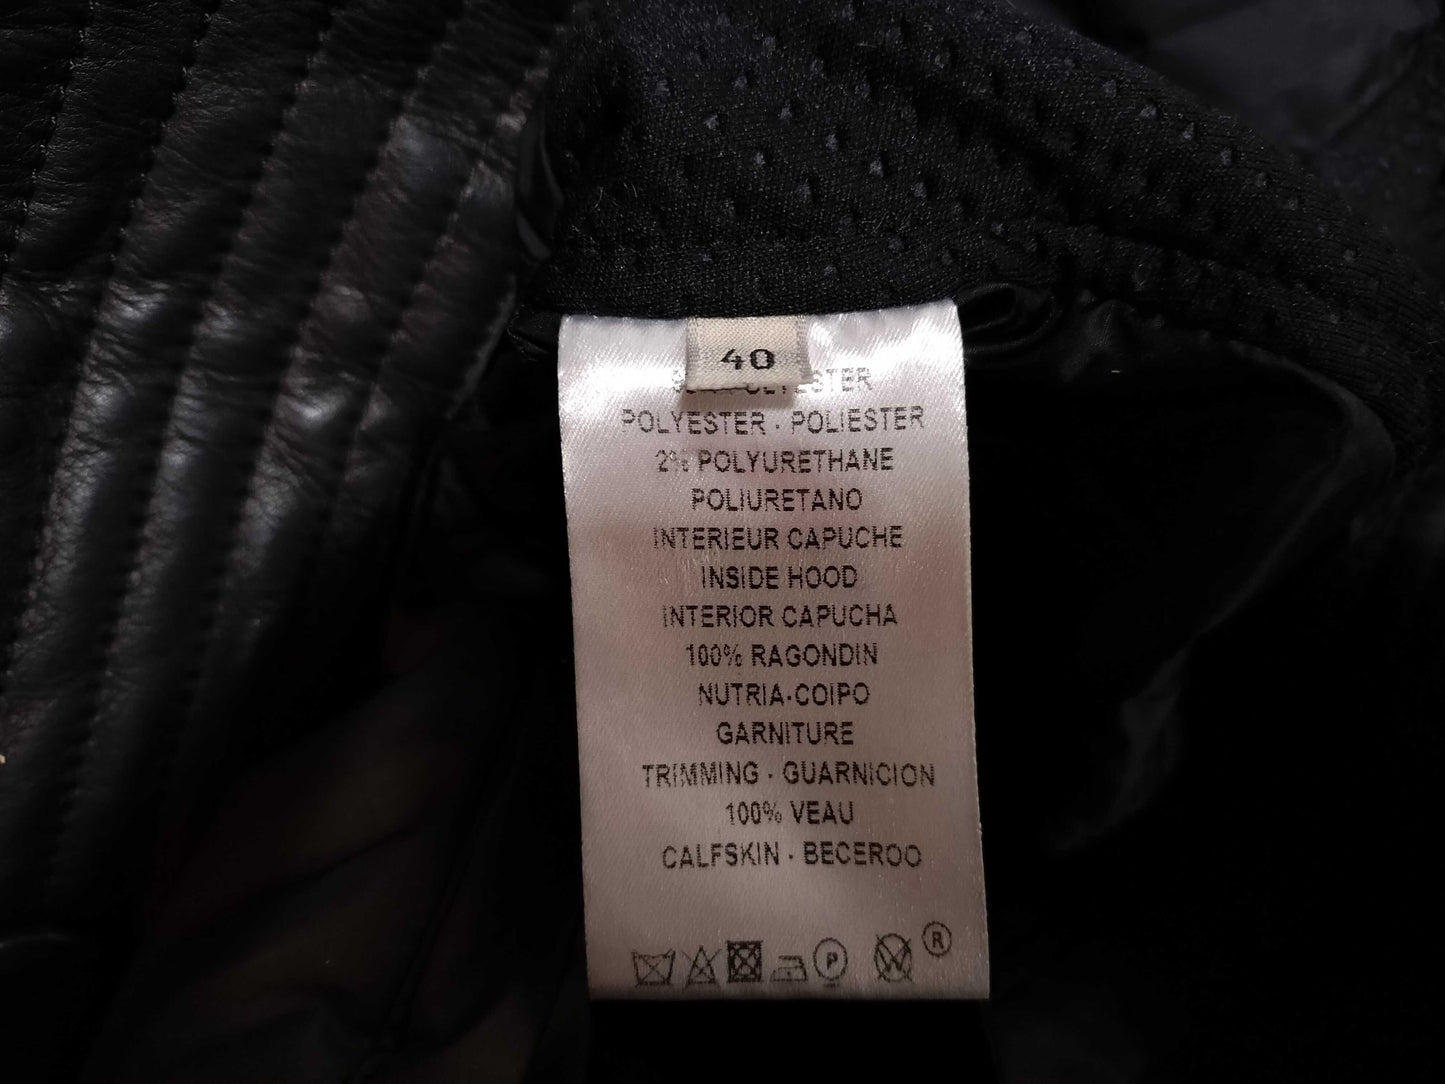 40
POLYESTER · POLIESTER
2% POLYURETHANE
POLIURETANO
INTERIEUR CAPUCHE
INSIDE HOOD
INTERIOR CAPUCHA
100% RAGONDIN
NUTRIA·COIPO
GARNITURE
TRIMMING · GUARNICION
100% VEAU
CALFSKIN · BECEROO
P W R